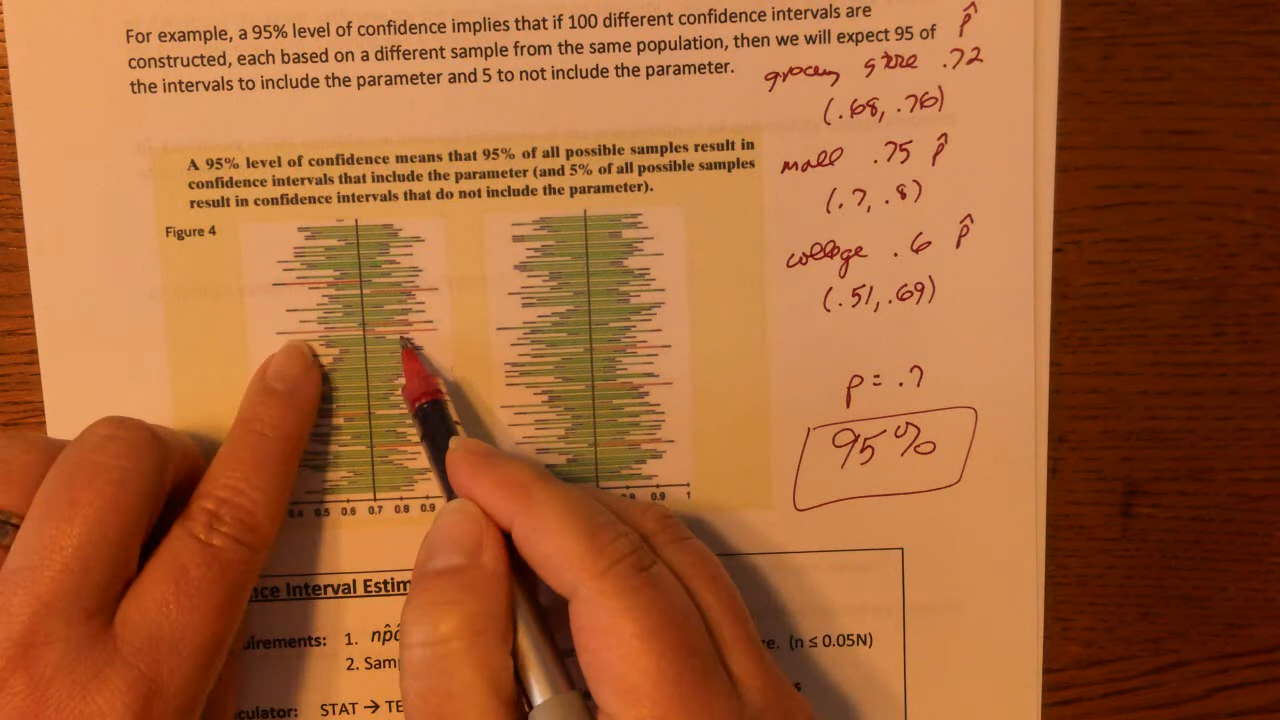 For example, a 95% level of confidence implies that if 100 different confidence intervals are
constructed, each based on a different sample from the same population, then we will expect 95 of
the intervals to include the parameter and 5 to not include the parameter.
p̂
grocery store .72
(.68, .76)
mall .75 p̂
(.7, .8)
college .6 p̂
(.51, .69)
p = .7
95%
A 95% level of confidence means that 95% of all possible samples result in
confidence intervals that include the parameter (and 5% of all possible samples
result in confidence intervals that do not include the parameter).
Figure 4
0.5 0.6 0.7 0.8 0.9
0.9 1
nce Interval Estim
uirements: 1. np̂
e. (n ≤ 0.05N)
2. Sam
culator: STAT → TE